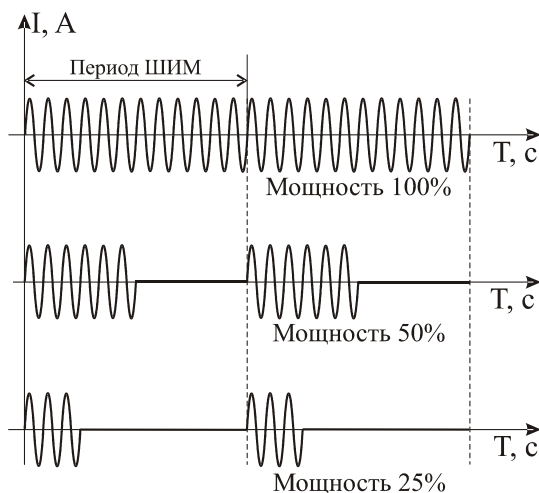 I, A
Период ШИМ
T, с
Мощность 100%
T, с
Мощность 50%
T, с
Мощность 25%